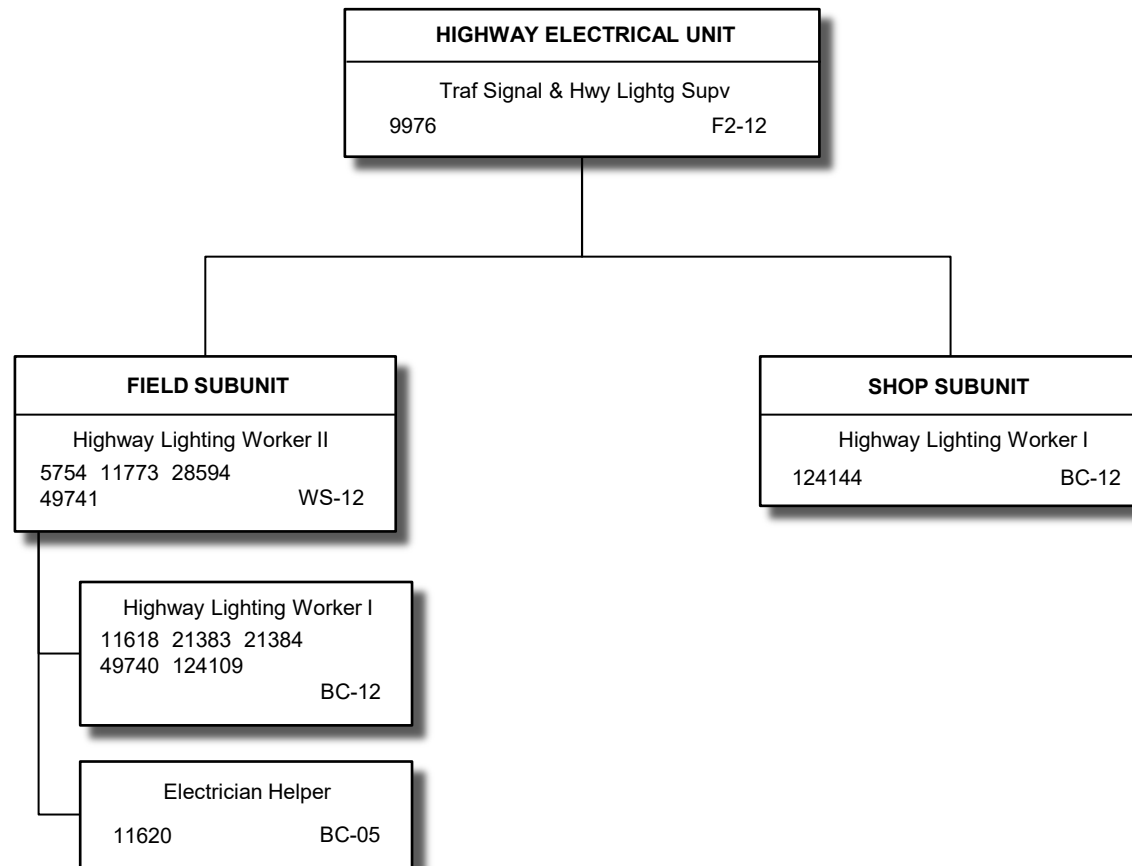 HIGHWAY ELECTRICAL UNIT
Traf Signal & Hwy Lightg Supv
9976 F2-12
FIELD SUBUNIT
Highway Lighting Worker II
5754 11773 28594
49741 WS-12
SHOP SUBUNIT
Highway Lighting Worker I
124144 BC-12
Highway Lighting Worker I
11618 21383 21384
49740 124109
BC-12
Electrician Helper
11620 BC-05